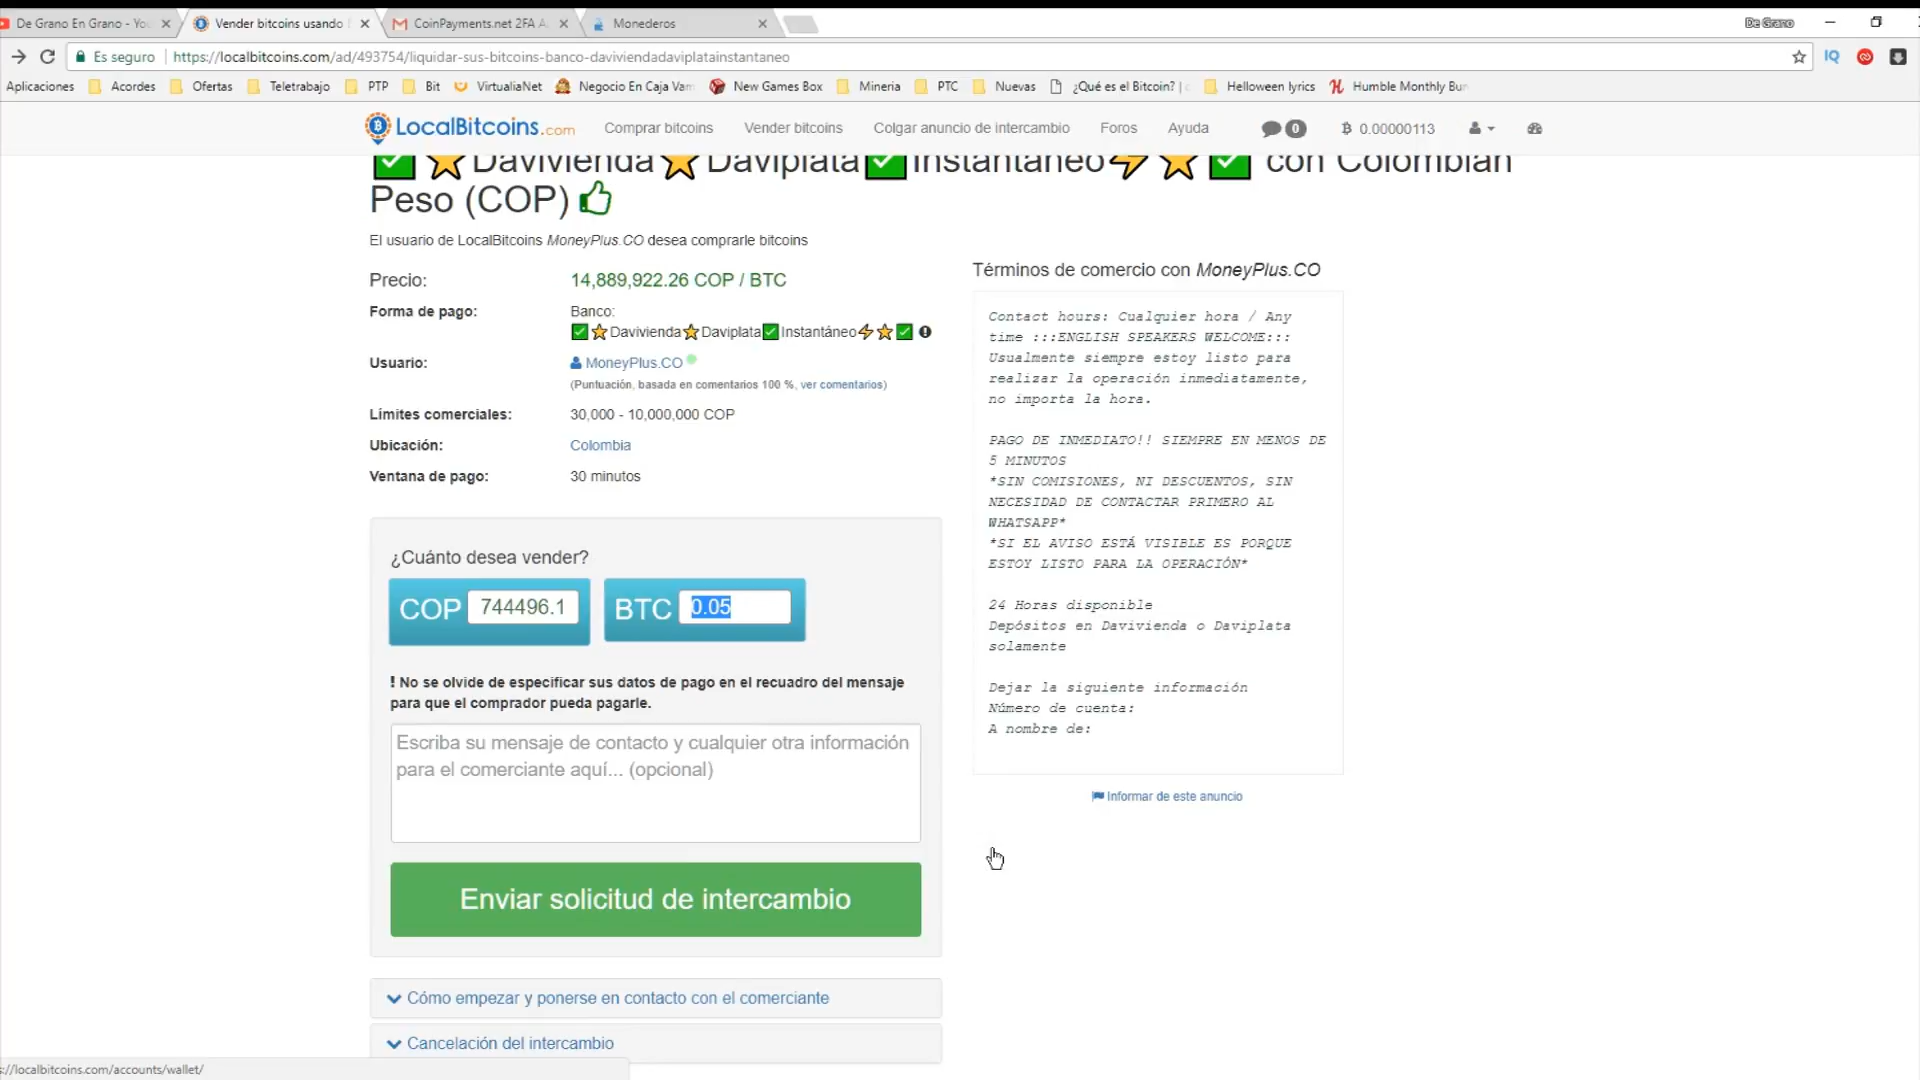 De Grano En Grano - Yo
Vender bitcoins usando
CoinPayments.net 2FA A
Monederos
De Grano
Es seguro
https://localbitcoins.com/ad/493754/liquidar-sus-bitcoins-banco-daviviendadaviplatainstantaneo
IQ
Aplicaciones
Acordes
Ofertas
Teletrabajo
PTP
Bit
VirtualiaNet
Negocio En Caja Vam
New Games Box
Mineria
PTC
Nuevas
¿Qué es el Bitcoin? |
Helloween lyrics
Humble Monthly Bun
LocalBitcoins.com
Comprar bitcoins
Vender bitcoins
Colgar anuncio de intercambio
Foros
Ayuda
0
0.00000113
✅⭐Davivienda⭐Daviplata✅Instantáneo⚡⭐✅ con Colombian
Peso (COP)
El usuario de LocalBitcoins MoneyPlus.CO desea comprarle bitcoins
Precio: 14,889,922.26 COP / BTC
Forma de pago: Banco:
✅⭐Davivienda⭐Daviplata✅Instantáneo⚡⭐✅
Usuario: MoneyPlus.CO
(Puntuación, basada en comentarios 100 %, ver comentarios)
Límites comerciales: 30,000 - 10,000,000 COP
Ubicación: Colombia
Ventana de pago: 30 minutos
¿Cuánto desea vender?
COP 744496.1 BTC 0.05
! No se olvide de especificar sus datos de pago en el recuadro del mensaje
para que el comprador pueda pagarle.
Escriba su mensaje de contacto y cualquier otra información
para el comerciante aquí... (opcional)
Enviar solicitud de intercambio
Cómo empezar y ponerse en contacto con el comerciante
Cancelación del intercambio
Términos de comercio con MoneyPlus.CO
Contact hours: Cualquier hora / Any
time :::ENGLISH SPEAKERS WELCOME:::
Usualmente siempre estoy listo para
realizar la operación inmediatamente,
no importa la hora.
PAGO DE INMEDIATO!! SIEMPRE EN MENOS DE
5 MINUTOS
*SIN COMISIONES, NI DESCUENTOS, SIN
NECESIDAD DE CONTACTAR PRIMERO AL
WHATSAPP*
*SI EL AVISO ESTÁ VISIBLE ES PORQUE
ESTOY LISTO PARA LA OPERACIÓN*
24 Horas disponible
Depósitos en Davivienda o Daviplata
solamente
Dejar la siguiente información
Número de cuenta:
A nombre de:
Informar de este anuncio
s://localbitcoins.com/accounts/wallet/